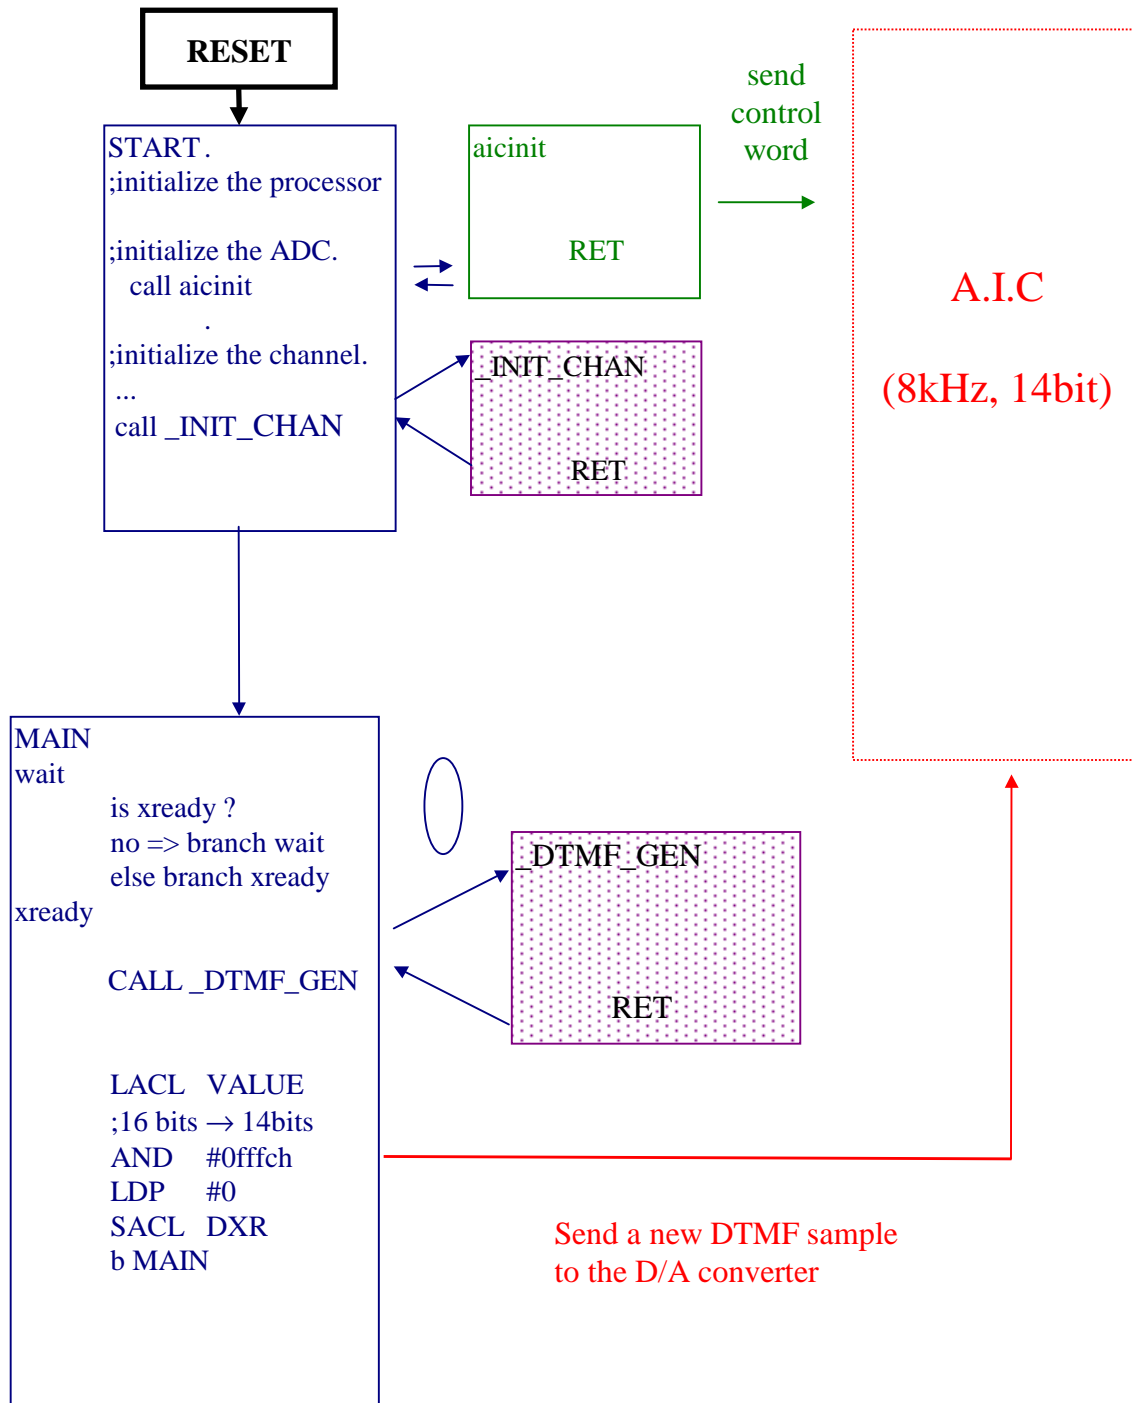 RESET
START .
;initialize the processor
;initialize the ADC.
call aicinit
.
;initialize the channel.
...
call _INIT_CHAN
aicinit
RET
send
control
word
_INIT_CHAN
RET
A.I.C
(8kHz, 14bit)
MAIN
wait
is xready ?
no => branch wait
else branch xready
xready
CALL _DTMF_GEN
LACL VALUE
;16 bits → 14bits
AND #0fffch
LDP #0
SACL DXR
b MAIN
_DTMF_GEN
RET
Send a new DTMF sample
to the D/A converter